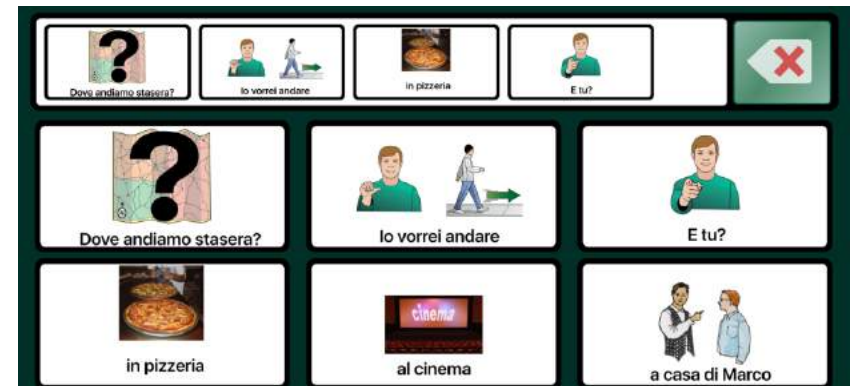 Dove andiamo stasera?
Io vorrei andare
in pizzeria
E tu?
Dove andiamo stasera?
Io vorrei andare
E tu?
in pizzeria
cinema
al cinema
a casa di Marco